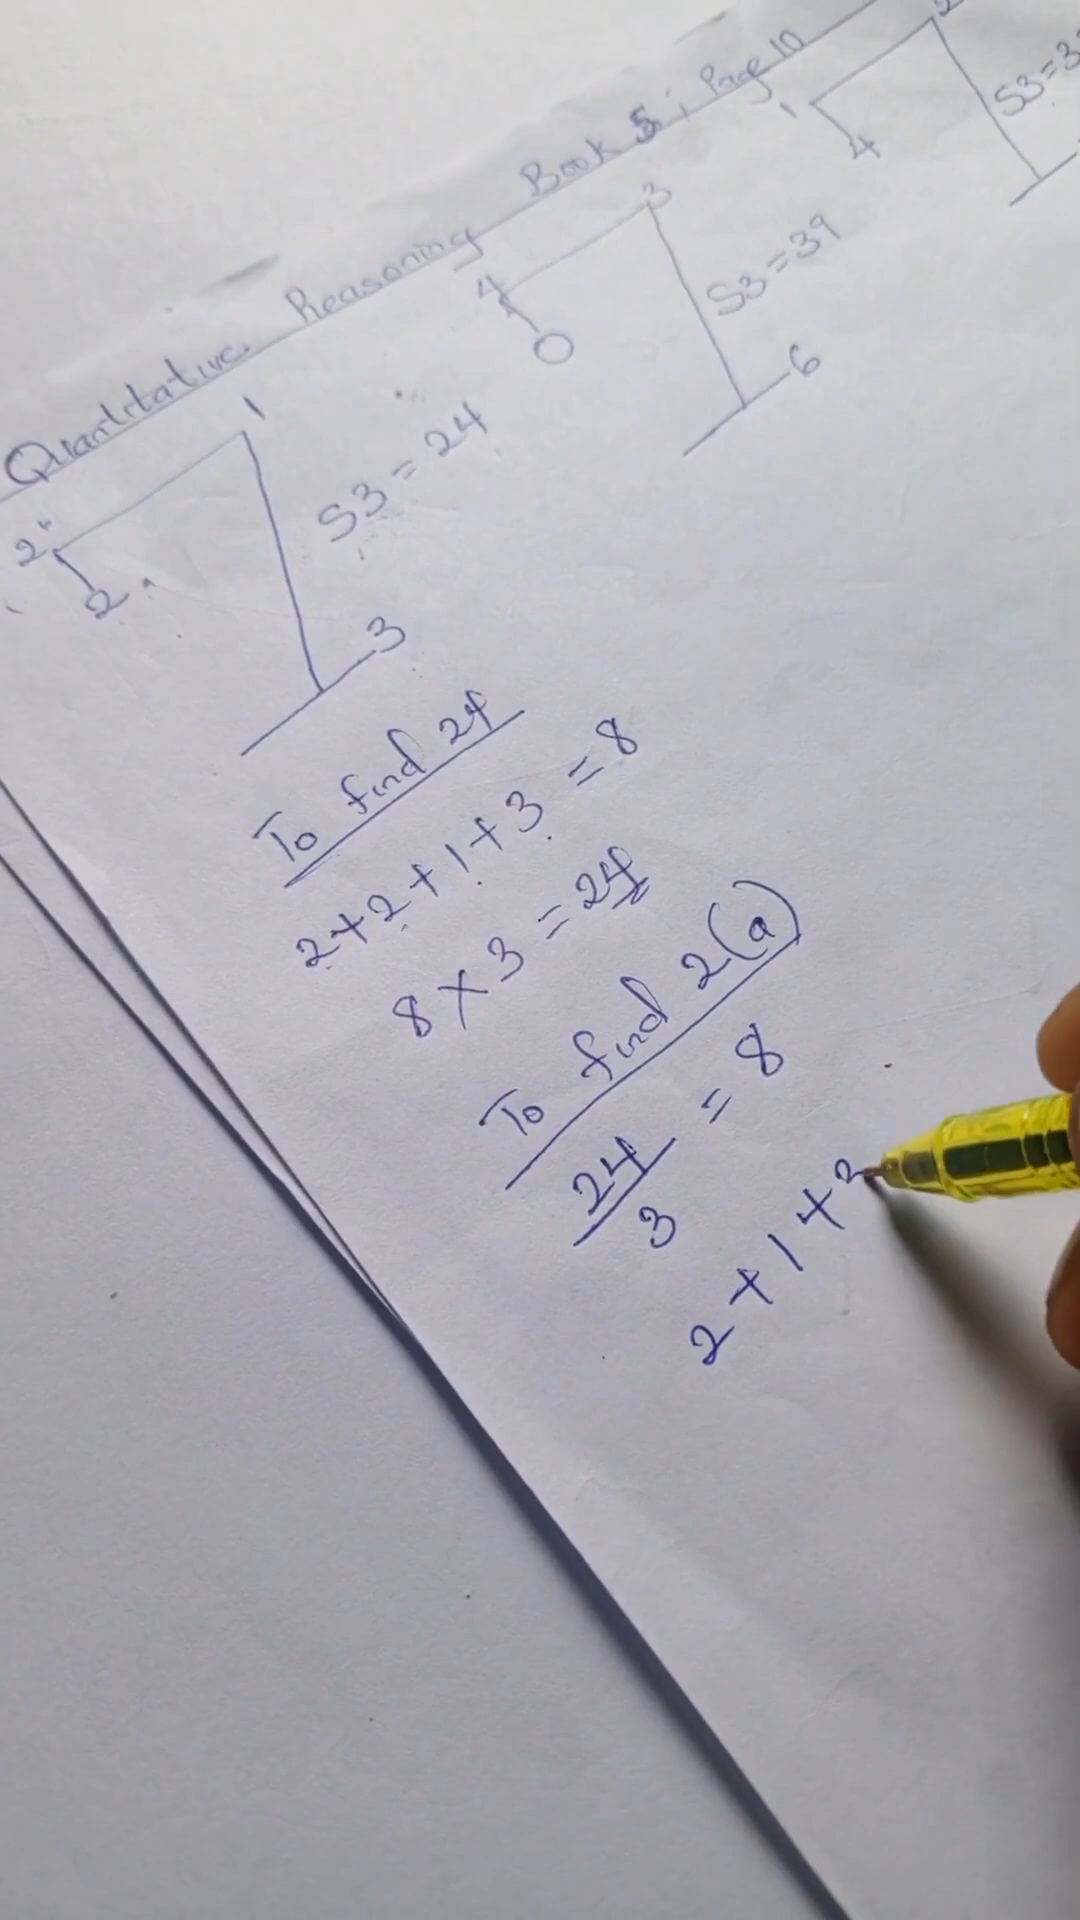 Quantitative Reasoning Book 5; Page 10
2 1
2
S3 = 24
3
4 3
0
S3 = 39
6
1 2
4
S3=3
To find 24
2+2+1+3 = 8
8 × 3 = 24
To find 2(a)
24/3 = 8
2 + 1 + 3